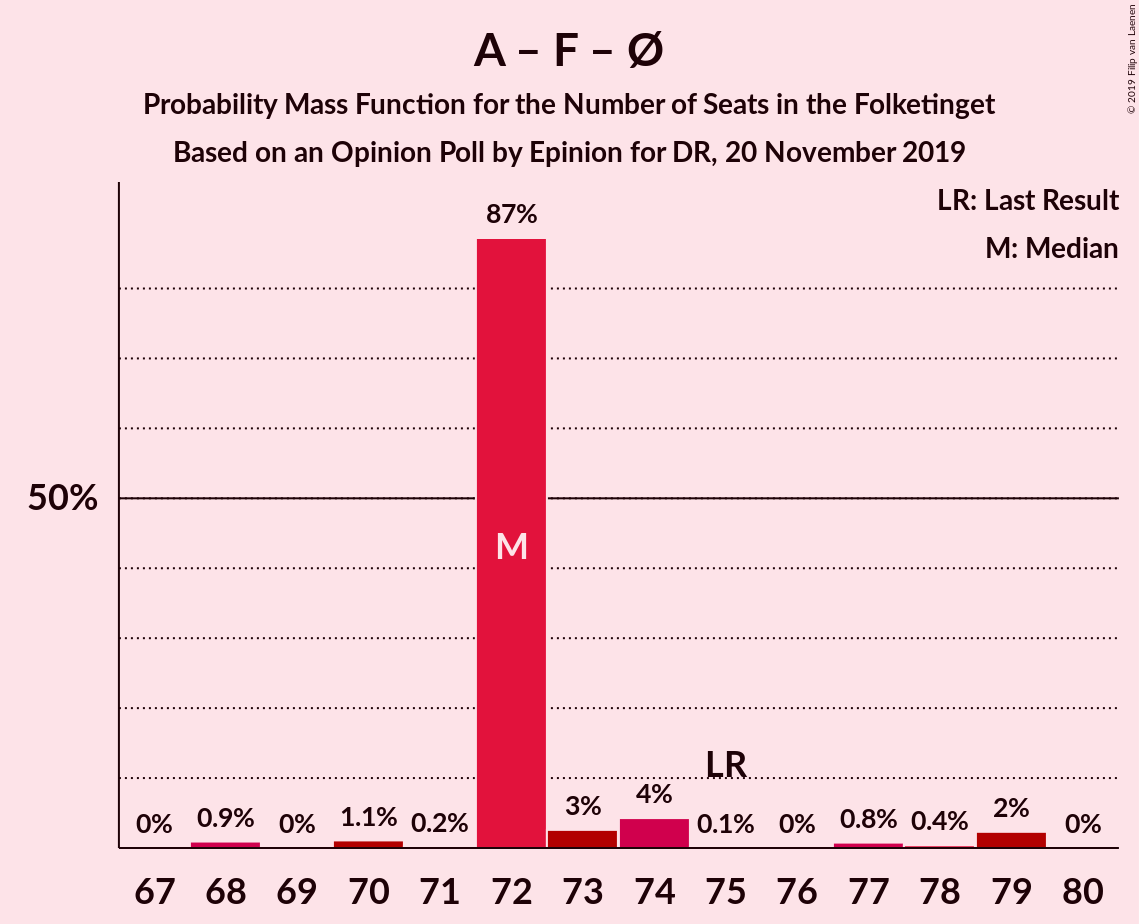 A – F – Ø
Probability Mass Function for the Number of Seats in the Folketinget
Based on an Opinion Poll by Epinion for DR, 20 November 2019
© 2019 Filip van Laenen
LR: Last Result
M: Median
87%
50%
M
LR
0% 0.9% 0% 1.1% 0.2% 3% 4% 0.1% 0% 0.8% 0.4% 2% 0%
67 68 69 70 71 72 73 74 75 76 77 78 79 80